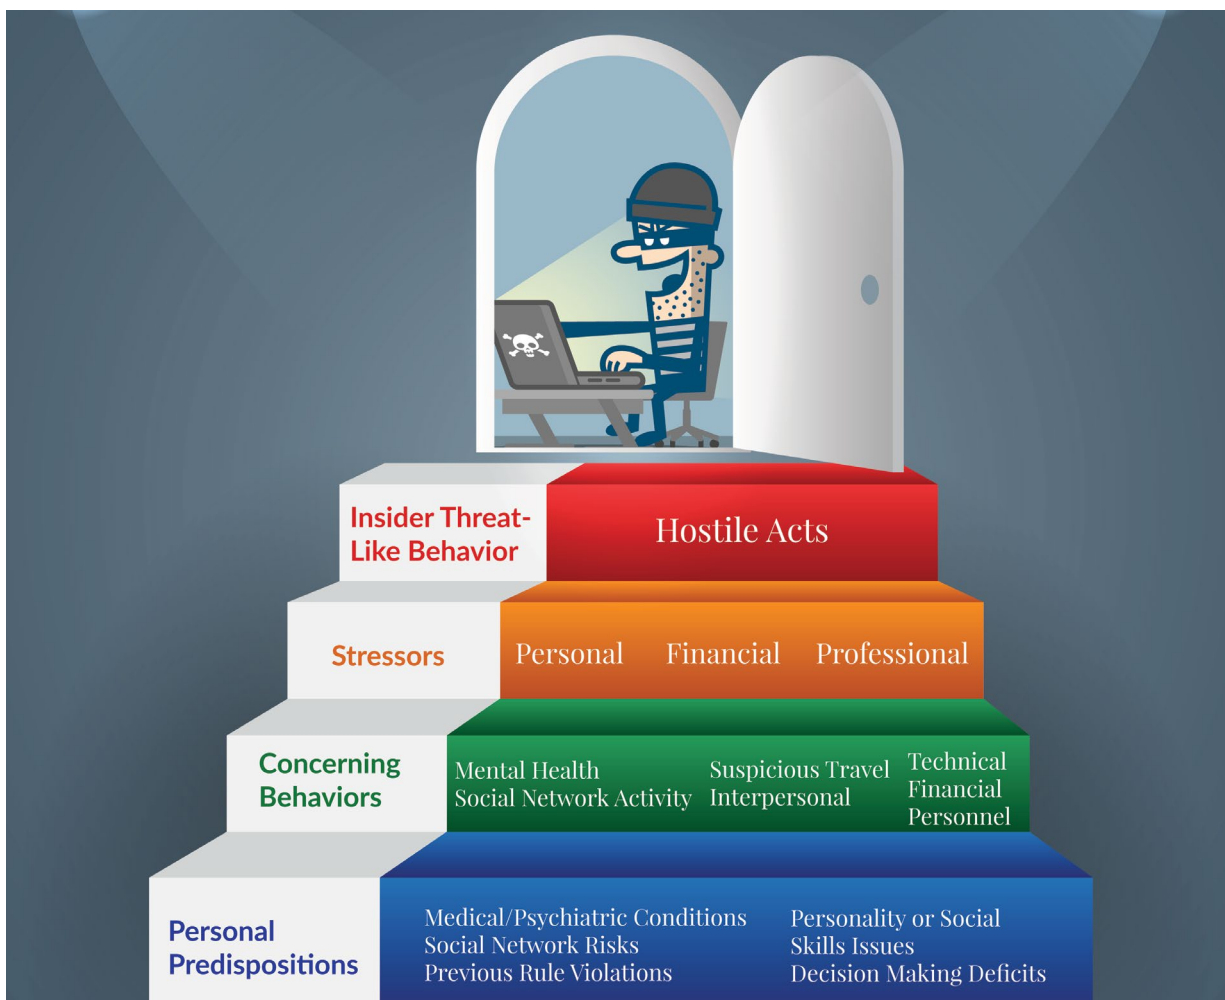 Insider Threat-
Like Behavior
Hostile Acts
Stressors
Personal Financial Professional
Concerning
Behaviors
Mental Health
Social Network Activity
Suspicious Travel
Interpersonal
Technical
Financial
Personnel
Personal
Predispositions
Medical/Psychiatric Conditions
Social Network Risks
Previous Rule Violations
Personality or Social
Skills Issues
Decision Making Deficits